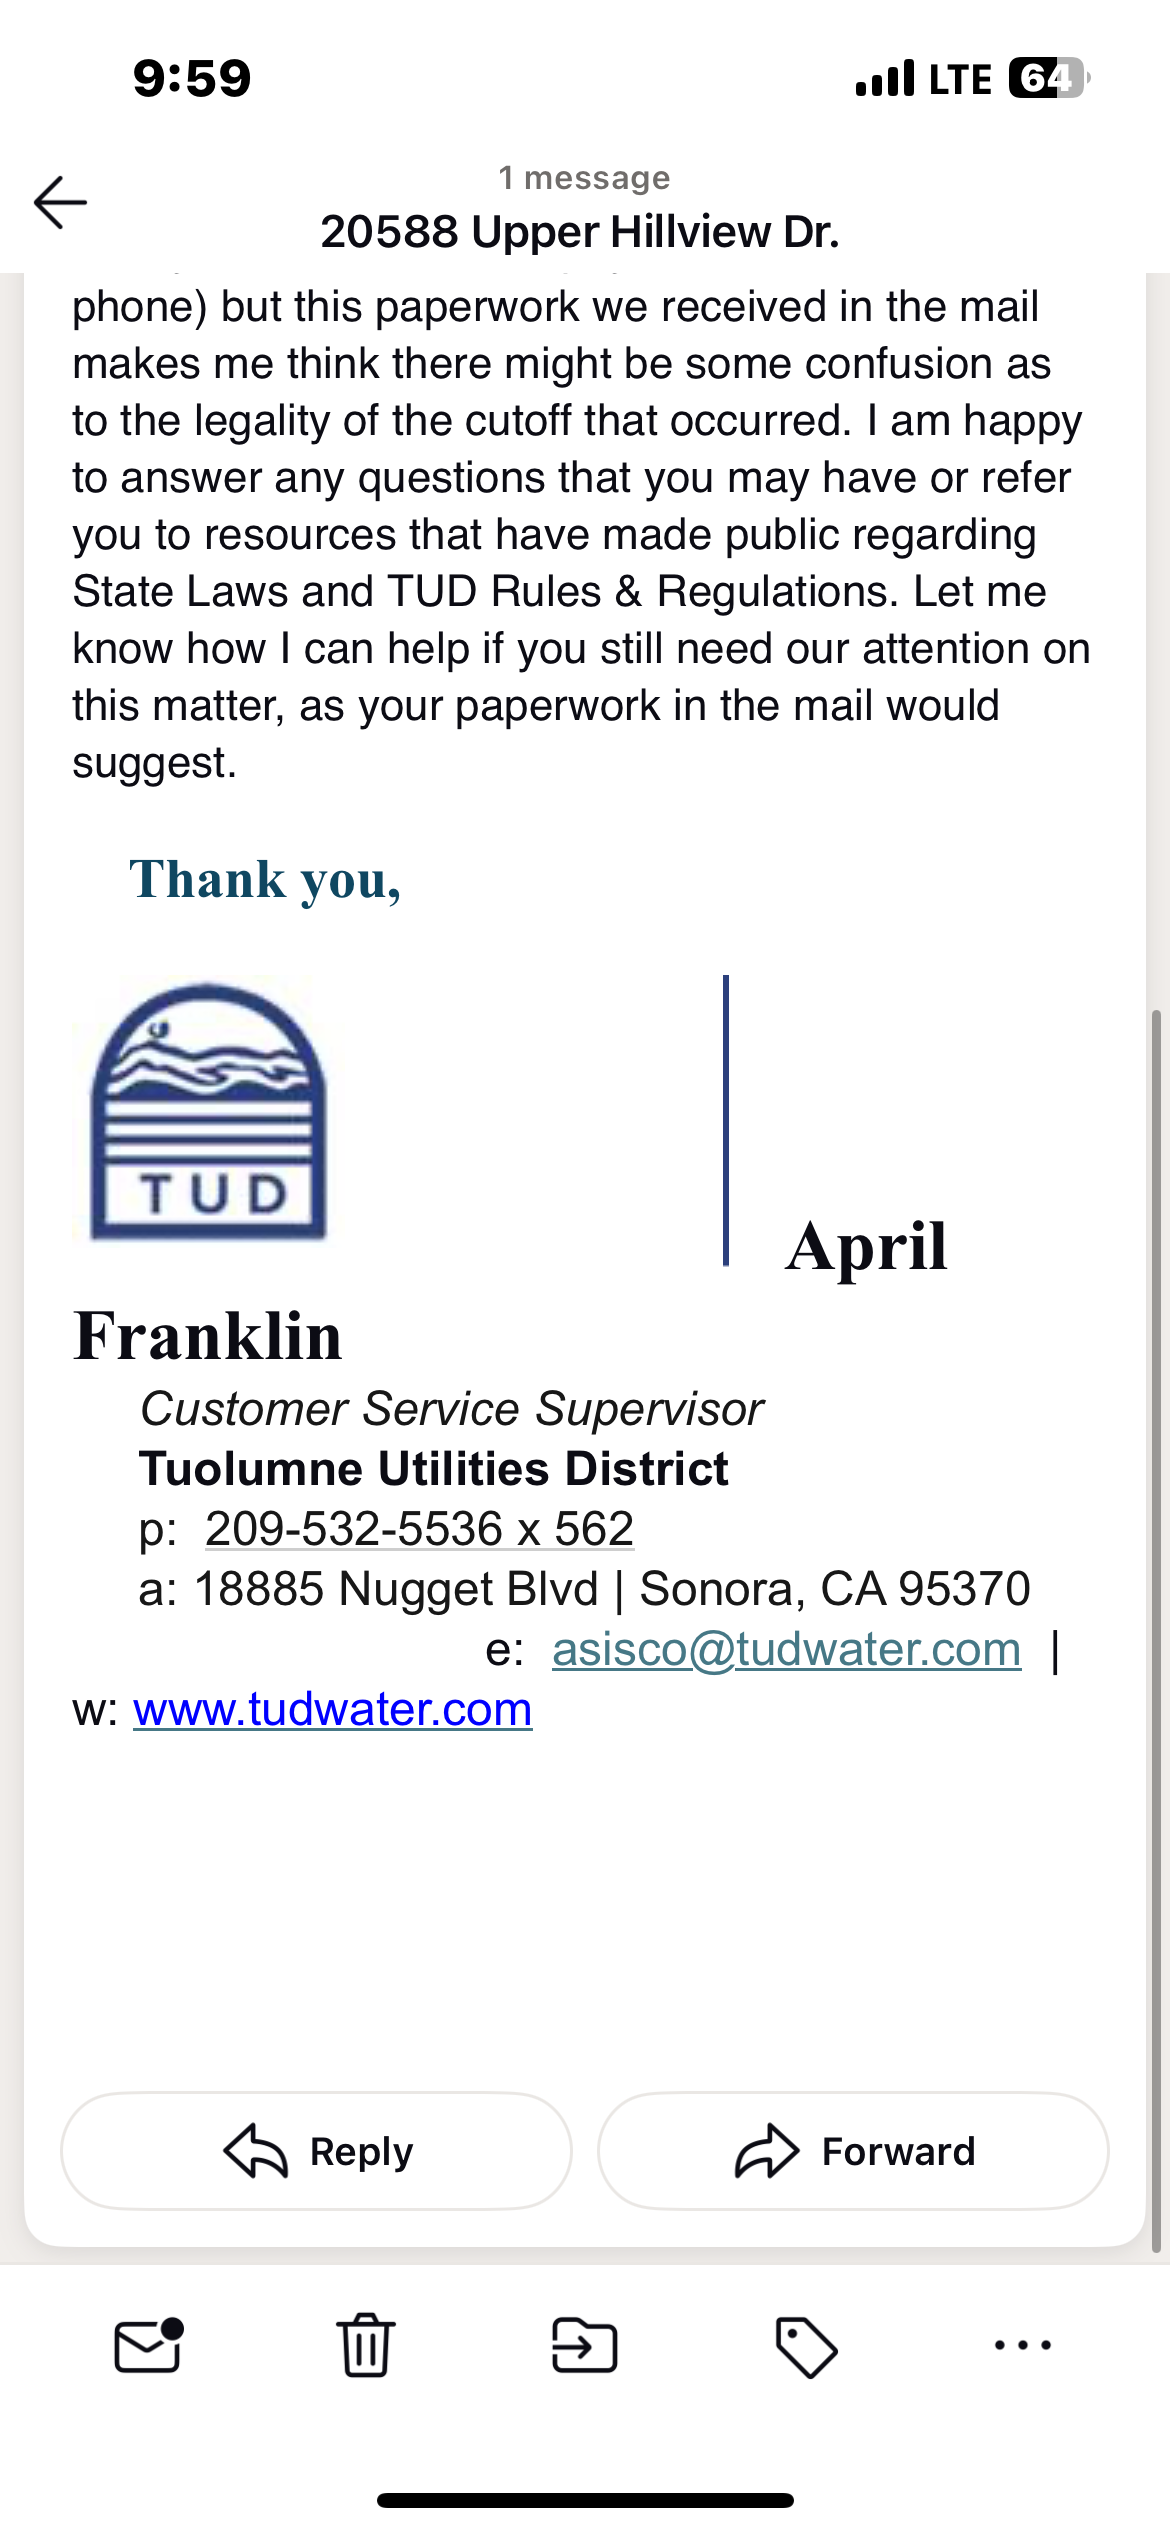 9:59
LTE 64
1 message
20588 Upper Hillview Dr.
phone) but this paperwork we received in the mail
makes me think there might be some confusion as
to the legality of the cutoff that occurred. I am happy
to answer any questions that you may have or refer
you to resources that have made public regarding
State Laws and TUD Rules & Regulations. Let me
know how I can help if you still need our attention on
this matter, as your paperwork in the mail would
suggest.
Thank you,
TUD
April
Franklin
Customer Service Supervisor
Tuolumne Utilities District
p: 209-532-5536 x 562
a: 18885 Nugget Blvd | Sonora, CA 95370
e: asisco@tudwater.com |
w: www.tudwater.com
Reply
Forward